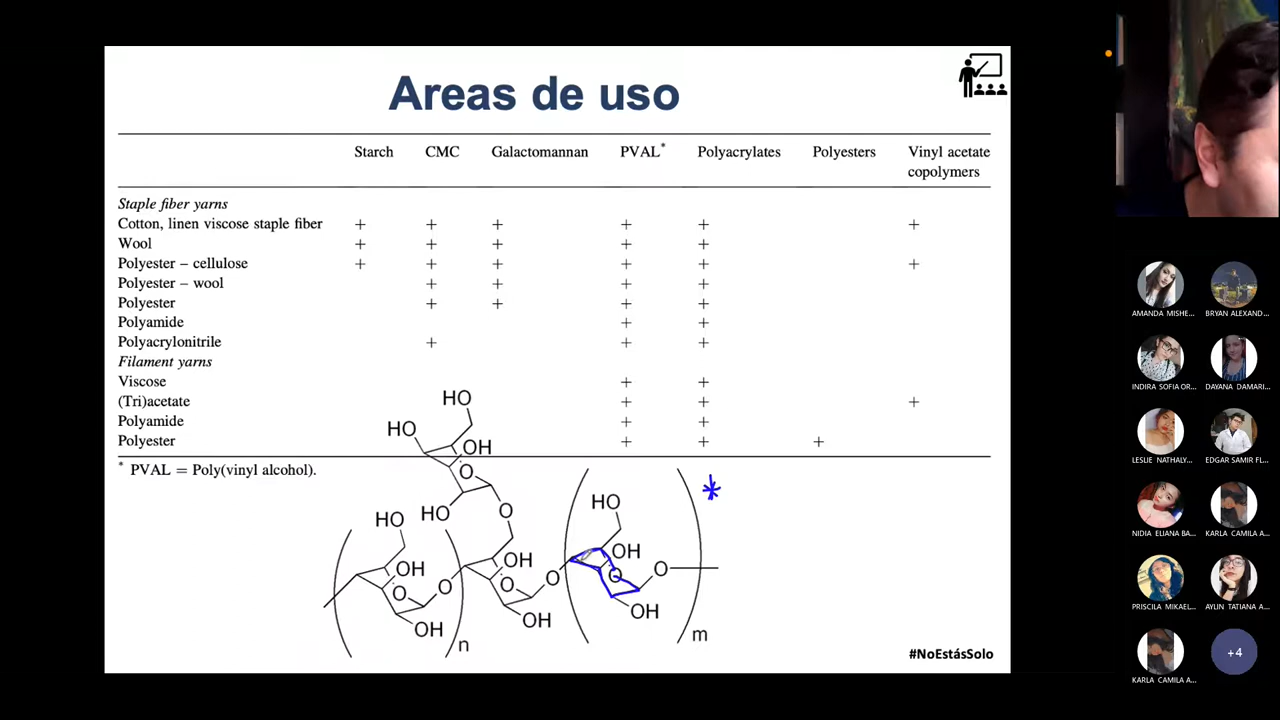 Areas de uso
Starch CMC Galactomannan PVAL* Polyacrylates Polyesters Vinyl acetate copolymers
Staple fiber yarns
Cotton, linen viscose staple fiber + + + + + +
Wool + + + + +
Polyester – cellulose + + + + + +
Polyester – wool + + + +
Polyester + + + +
Polyamide + +
Polyacrylonitrile + + +
Filament yarns
Viscose + +
(Tri)acetate + + +
Polyamide + +
Polyester + + +
* PVAL = Poly(vinyl alcohol).
HO
HO
OH
O
HO
O
HO
OH
O
OH
O
n
OH
O
OH
O
HO
OH
O
OH
O
m
*
#NoEstásSolo
AMANDA MISHE...
BRYAN ALEXAND...
INDIRA SOFIA OR...
DAYANA DAMARI...
LESLIE NATHALY...
EDGAR SAMIR FL...
NIDIA ELIANA BA...
KARLA CAMILA A...
PRISCILA MIKAEL...
AYLIN TATIANA A...
KARLA CAMILA A...
+4